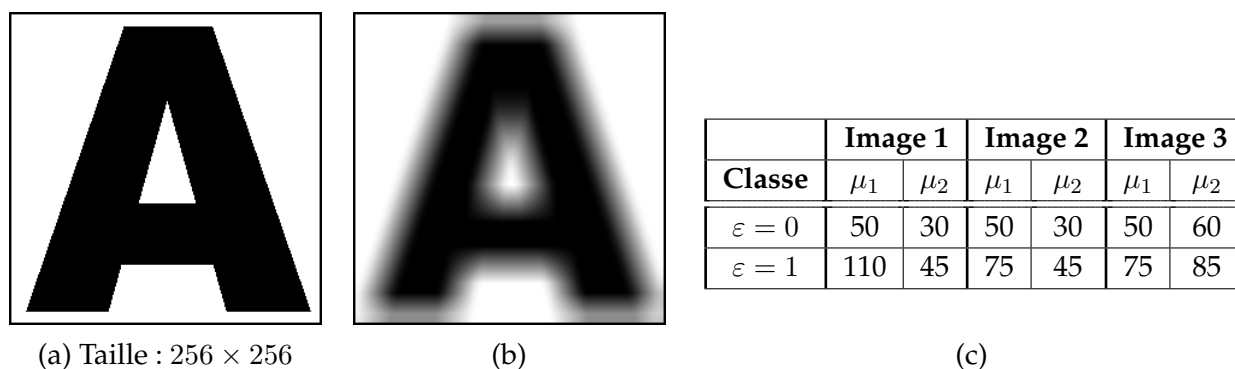 A
A
Image 1 Image 2 Image 3
Classe μ₁ μ₂ μ₁ μ₂ μ₁ μ₂
ε = 0 50 30 50 30 50 60
ε = 1 110 45 75 45 75 85
(a) Taille : 256 × 256 (b) (c)